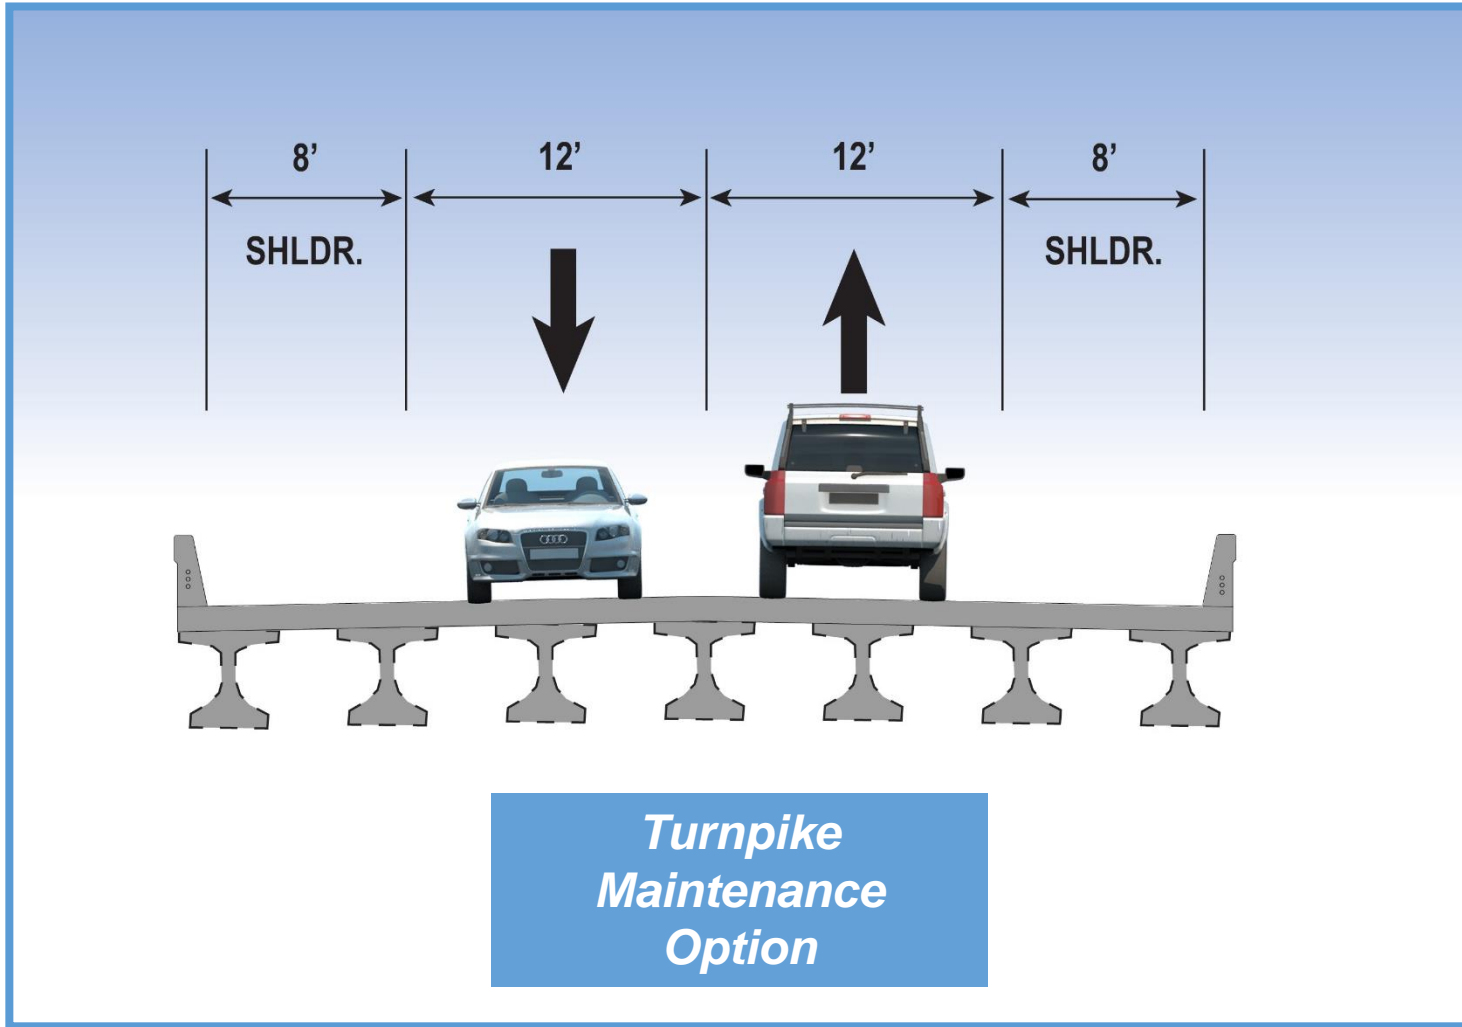 8’ 12’ 12’ 8’
SHLDR. SHLDR.
Turnpike
Maintenance
Option